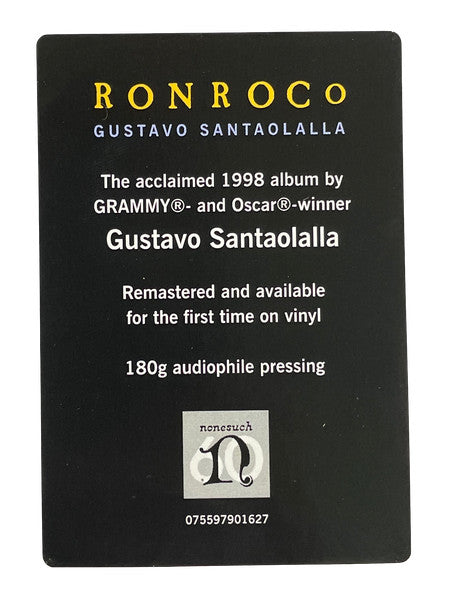 RONROCO
GUSTAVO SANTAOLALLA
The acclaimed 1998 album by
GRAMMY®- and Oscar®-winner
Gustavo Santaolalla
Remastered and available
for the first time on vinyl
180g audiophile pressing
nonesuch
60
n
075597901627